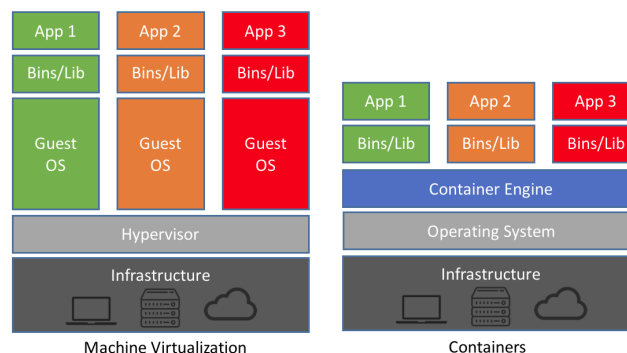 App 1
App 2
App 3
Bins/Lib
Bins/Lib
Bins/Lib
Guest
OS
Guest
OS
Guest
OS
Hypervisor
Infrastructure
Machine Virtualization
App 1
App 2
App 3
Bins/Lib
Bins/Lib
Bins/Lib
Container Engine
Operating System
Infrastructure
Containers